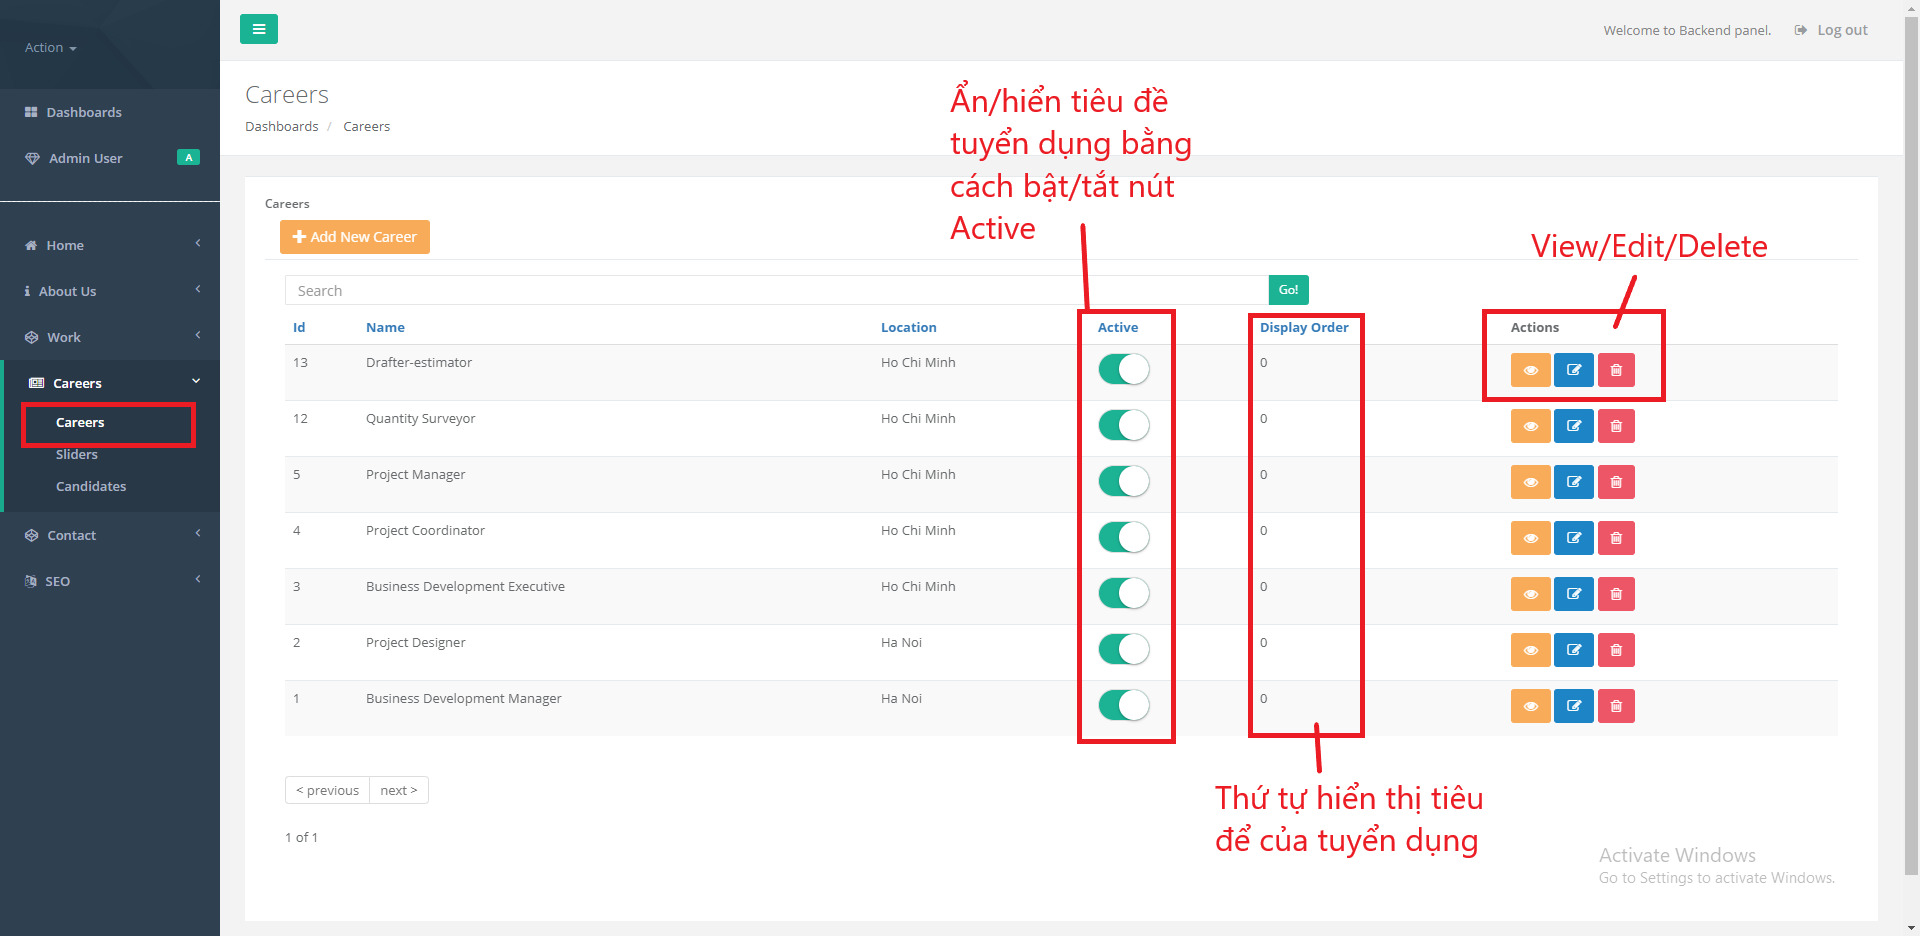 Action
Welcome to Backend panel.
Log out
Dashboards
Admin User
A
Home
About Us
Work
Careers
Careers
Sliders
Candidates
Contact
SEO
Careers
Dashboards / Careers
Ẩn/hiển tiêu đề
tuyển dụng bằng
cách bật/tắt nút
Active
View/Edit/Delete
Careers
Add New Career
Search
Go!
Id Name Location Active Display Order Actions
13 Drafter-estimator Ho Chi Minh 0
12 Quantity Surveyor Ho Chi Minh 0
5 Project Manager Ho Chi Minh 0
4 Project Coordinator Ho Chi Minh 0
3 Business Development Executive Ho Chi Minh 0
2 Project Designer Ha Noi 0
1 Business Development Manager Ha Noi 0
< previous next >
1 of 1
Thứ tự hiển thị tiêu
để của tuyển dụng
Activate Windows
Go to Settings to activate Windows.